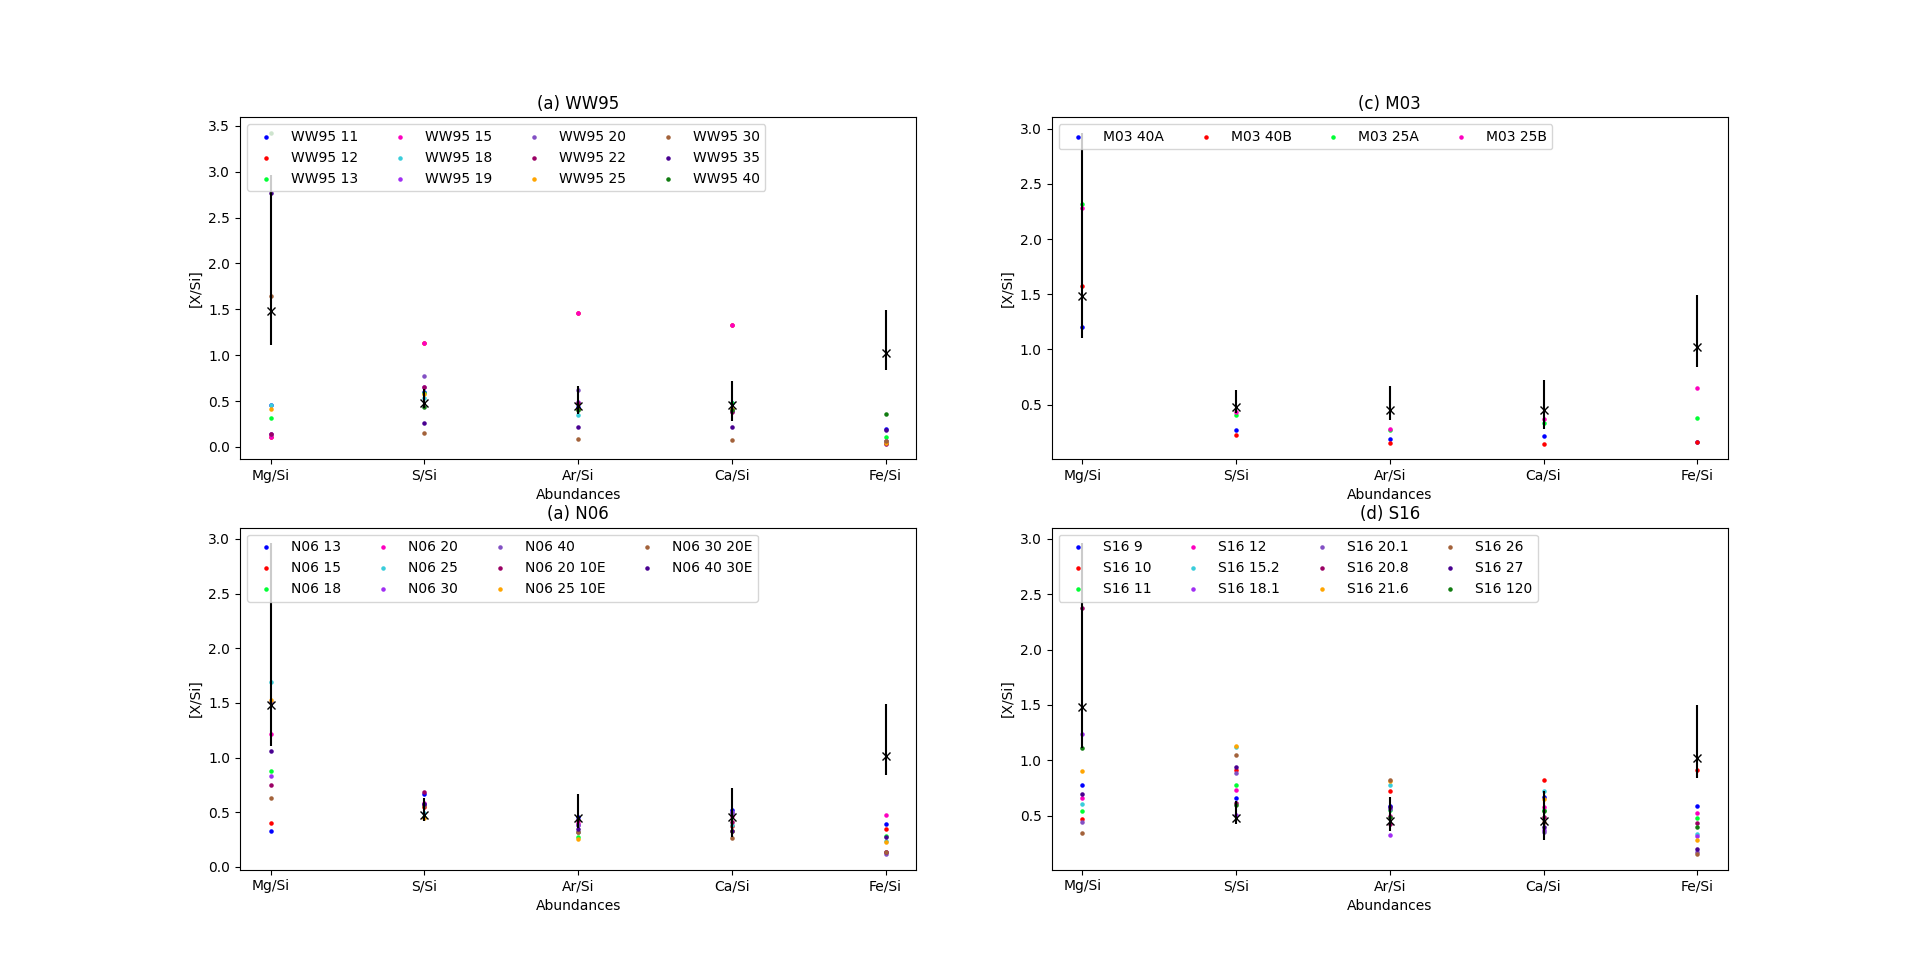 (a) WW95
3.5
3.0
2.5
2.0
1.5
1.0
0.5
0.0
[X/Si]
WW95 11 WW95 15 WW95 20 WW95 30
WW95 12 WW95 18 WW95 22 WW95 35
WW95 13 WW95 19 WW95 25 WW95 40
Mg/Si S/Si Ar/Si Ca/Si Fe/Si
Abundances
(c) M03
3.0
2.5
2.0
1.5
1.0
0.5
[X/Si]
M03 40A M03 40B M03 25A M03 25B
Mg/Si S/Si Ar/Si Ca/Si Fe/Si
Abundances
(a) N06
3.0
2.5
2.0
1.5
1.0
0.5
0.0
[X/Si]
N06 13 N06 20 N06 40 N06 30 20E
N06 15 N06 25 N06 20 10E N06 40 30E
N06 18 N06 30 N06 25 10E
Mg/Si S/Si Ar/Si Ca/Si Fe/Si
Abundances
(d) S16
3.0
2.5
2.0
1.5
1.0
0.5
[X/Si]
S16 9 S16 12 S16 20.1 S16 26
S16 10 S16 15.2 S16 20.8 S16 27
S16 11 S16 18.1 S16 21.6 S16 120
Mg/Si S/Si Ar/Si Ca/Si Fe/Si
Abundances